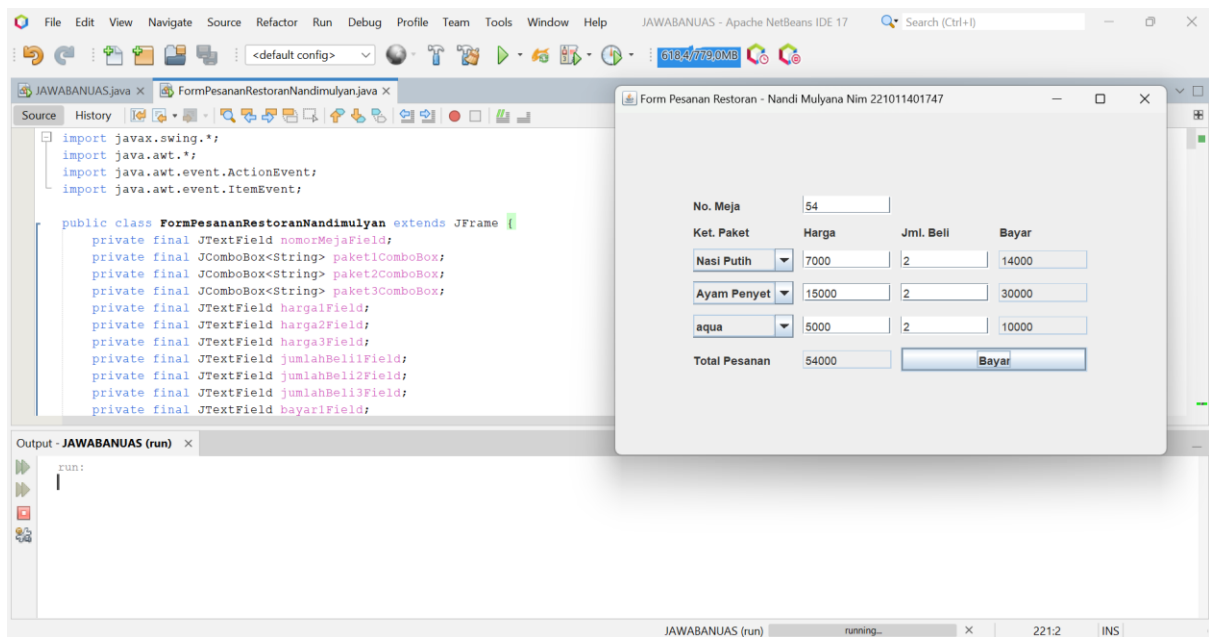 File Edit View Navigate Source Refactor Run Debug Profile Team Tools Window Help JAWABANUAS - Apache NetBeans IDE 17 Search (Ctrl+I)
<default config> 618,4/779,0MB
JAWABANUAS.java × FormPesananRestoranNandimulyan.java ×
Source History
import javax.swing.*;
import java.awt.*;
import java.awt.event.ActionEvent;
import java.awt.event.ItemEvent;
public class FormPesananRestoranNandimulyan extends JFrame {
private final JTextField nomorMejaField;
private final JComboBox<String> paket1ComboBox;
private final JComboBox<String> paket2ComboBox;
private final JComboBox<String> paket3ComboBox;
private final JTextField harga1Field;
private final JTextField harga2Field;
private final JTextField harga3Field;
private final JTextField jumlahBeli1Field;
private final JTextField jumlahBeli2Field;
private final JTextField jumlahBeli3Field;
private final JTextField bayar1Field;
Form Pesanan Restoran - Nandi Mulyana Nim 221011401747
No. Meja 54
Ket. Paket Harga Jml. Beli Bayar
Nasi Putih 7000 2 14000
Ayam Penyet 15000 2 30000
aqua 5000 2 10000
Total Pesanan 54000 Bayar
Output - JAWABANUAS (run) ×
run:
JAWABANUAS (run) running... 221:2 INS